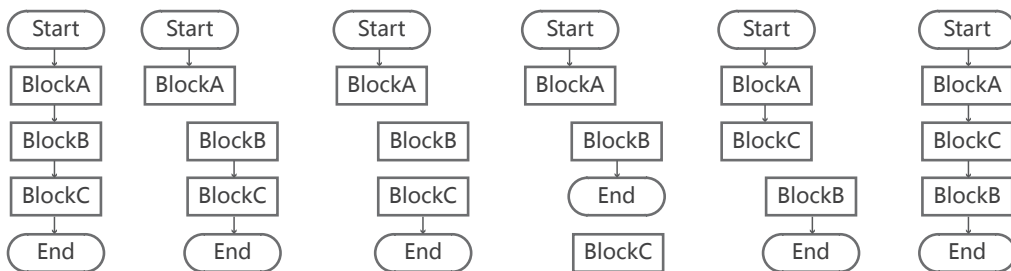 Start Start Start Start Start Start
BlockA BlockA BlockA BlockA BlockA BlockA
BlockB BlockB BlockB BlockB BlockC BlockC
BlockC BlockC BlockC End BlockB BlockB
End End End BlockC End End